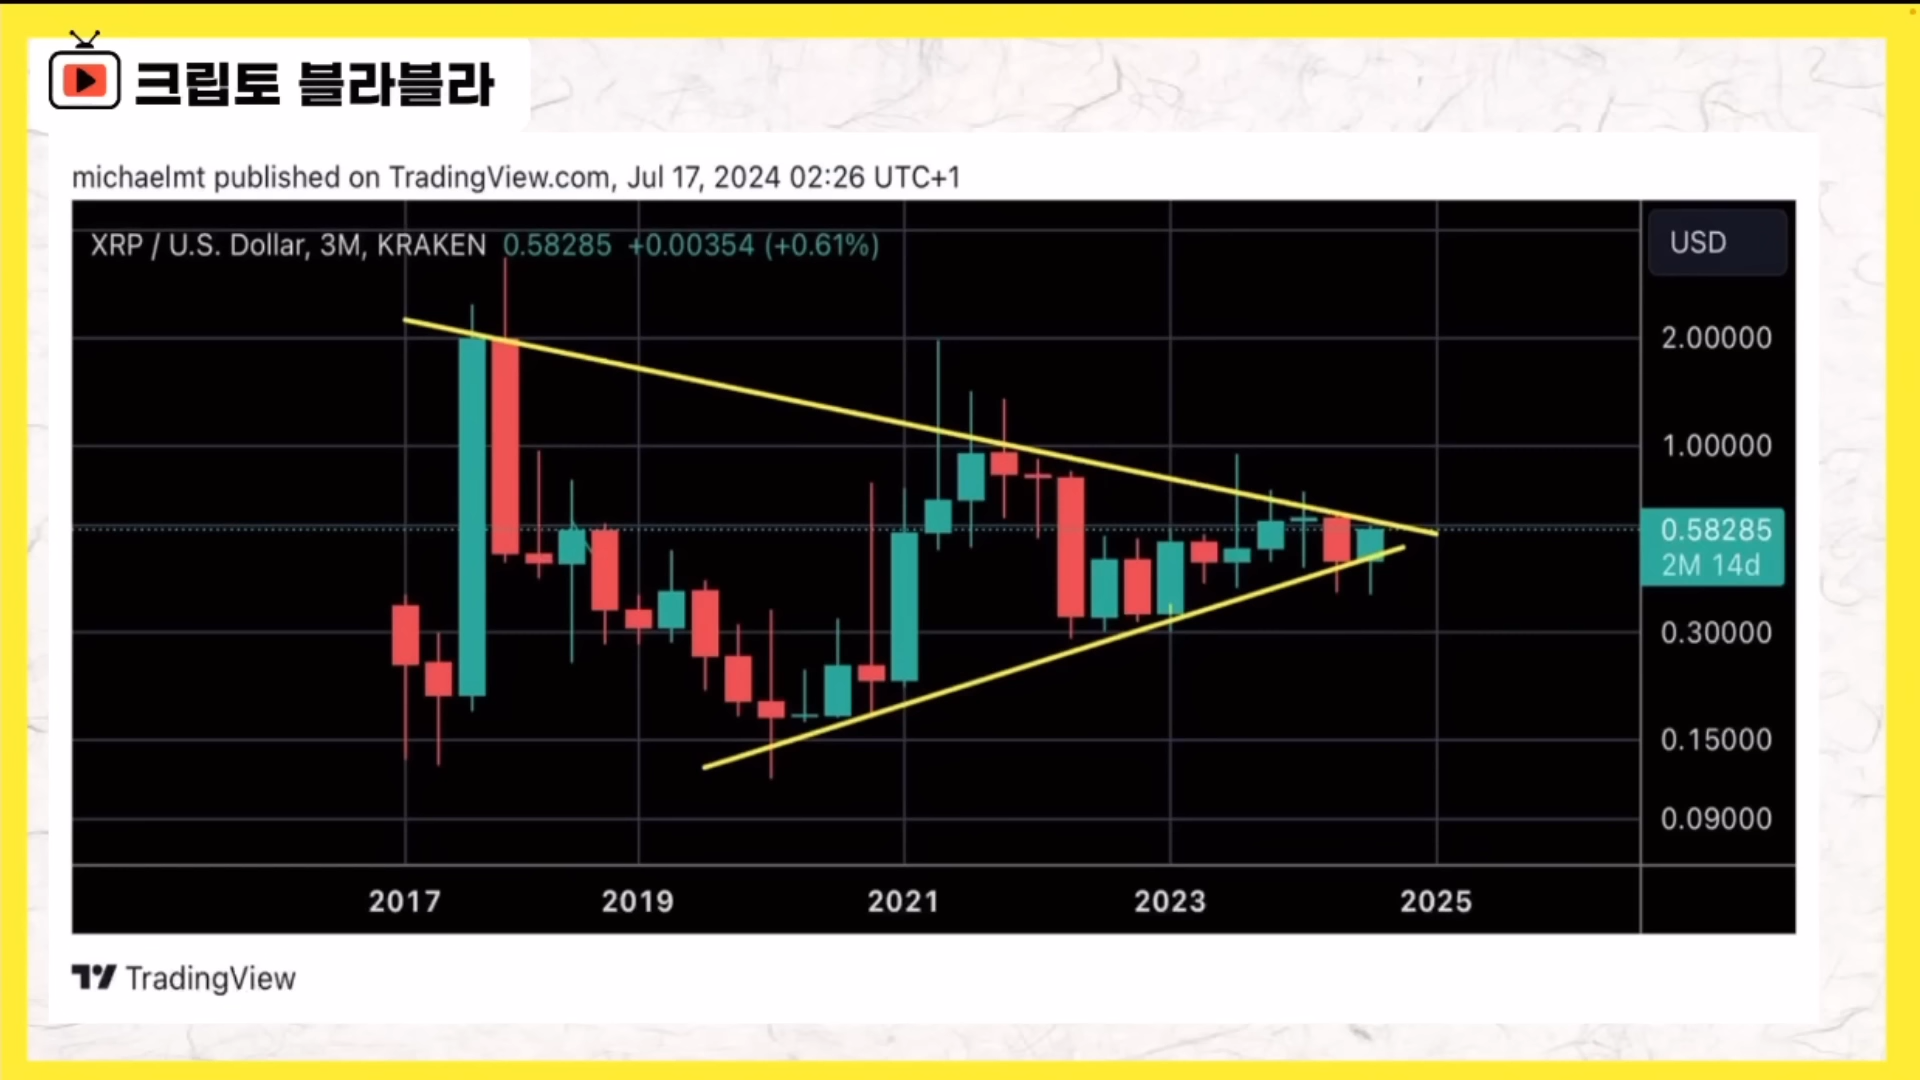 크립토 블라블라
michaelmt published on TradingView.com, Jul 17, 2024 02:26 UTC+1
XRP / U.S. Dollar, 3M, KRAKEN 0.58285 +0.00354 (+0.61%)
USD
2.00000
1.00000
0.58285
2M 14d
0.30000
0.15000
0.09000
2017 2019 2021 2023 2025
TradingView